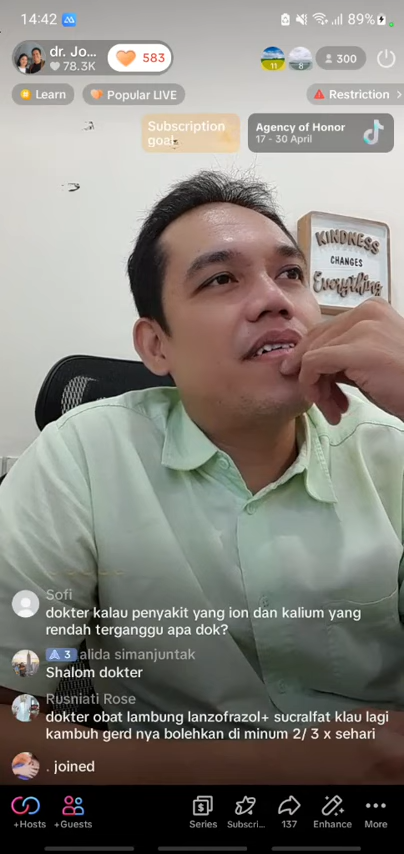 14:42
89%
dr. Jo...
78.3K
583
11
8
300
Learn
Popular LIVE
Restriction
Subscription
goal
Agency of Honor
17 - 30 April
KINDNESS
CHANGES
Everything
Sofi
dokter kalau penyakit yang ion dan kalium yang
rendah terganggu apa dok?
3 alida simanjuntak
Shalom dokter
Rusniati Rose
dokter obat lambung lanzofrazol+ sucralfat klau lagi
kambuh gerd nya bolehkan di minum 2/ 3 x sehari
. joined
+Hosts
+Guests
Series
Subscri...
137
Enhance
More